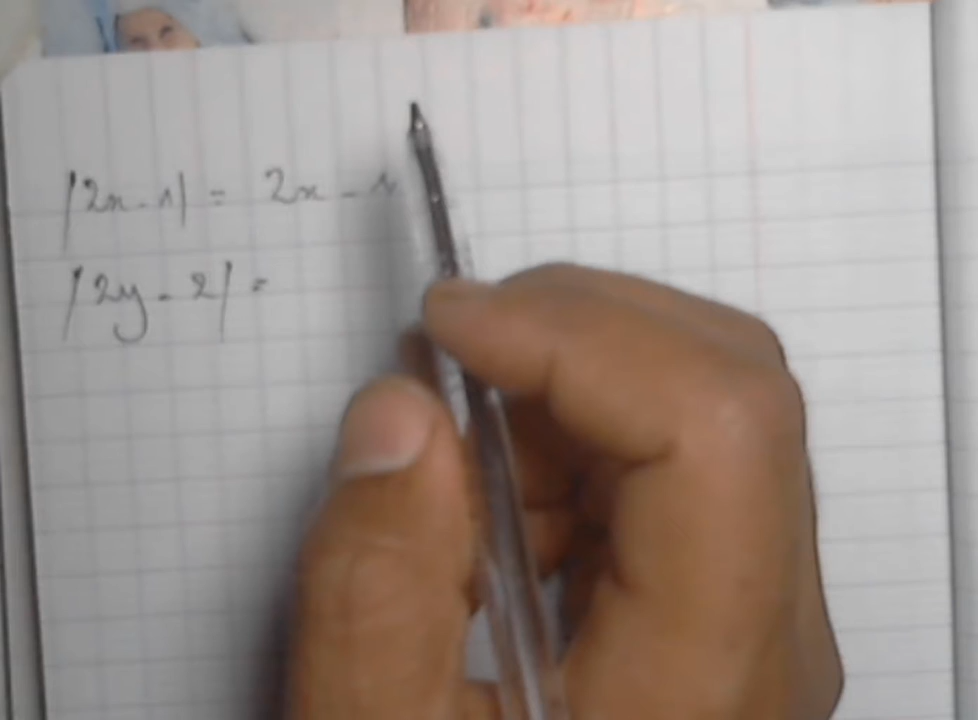 |2x - 1| = 2x - 1
|2y - 2| =